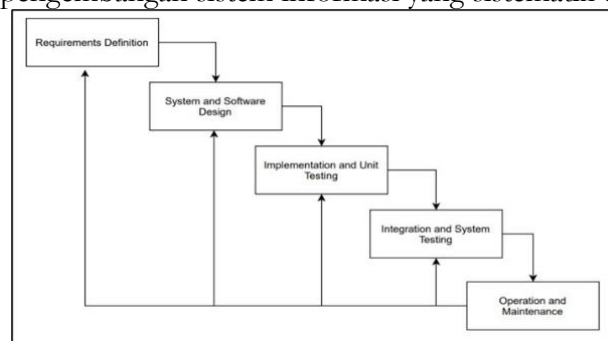 pengembangan sistem informasi yang sistematik
Requirements Definition
System and Software
Design
Implementation and Unit
Testing
Integration and System
Testing
Operation and
Maintenance